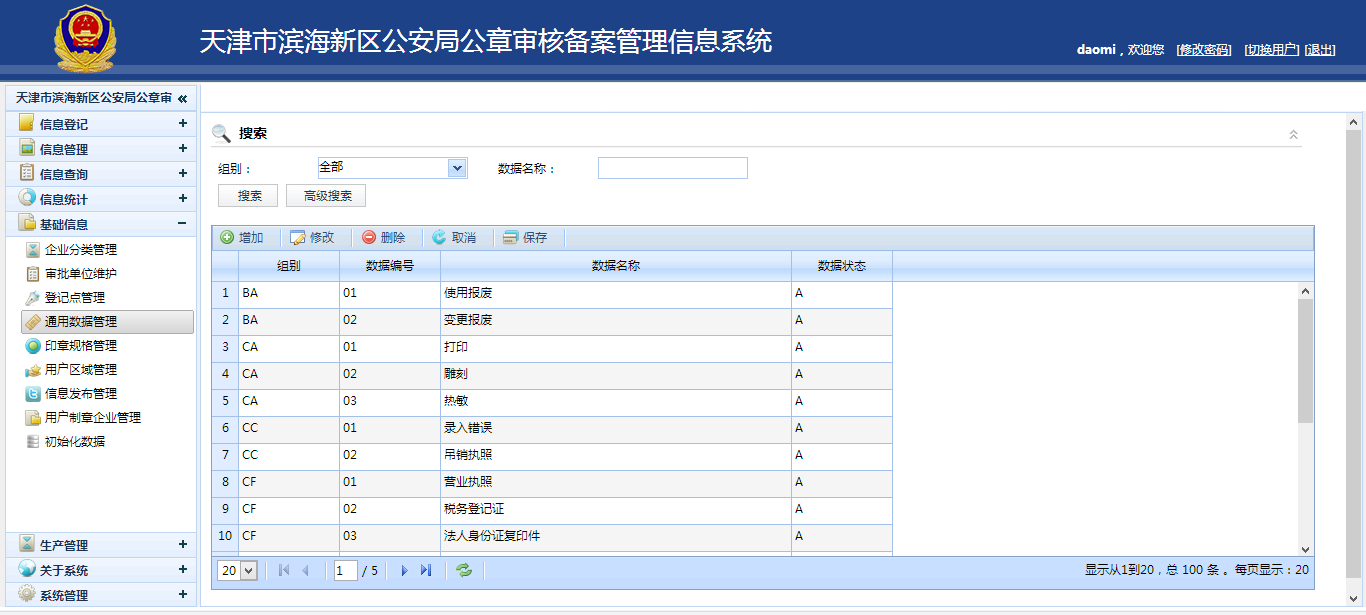 天津市滨海新区公安局公章审核备案管理信息系统
daomi，欢迎您 [修改密码] [切换用户] [退出]
天津市滨海新区公安局公章审 «
信息登记 +
信息管理 +
信息查询 +
信息统计 +
基础信息 −
企业分类管理
审批单位维护
登记点管理
通用数据管理
印章规格管理
用户区域管理
信息发布管理
用户制章企业管理
初始化数据
生产管理 +
关于系统 +
系统管理 +
搜索
组别： 全部 数据名称：
搜索 高级搜索
增加 修改 删除 取消 保存
组别 数据编号 数据名称 数据状态
1 BA 01 使用报废 A
2 BA 02 变更报废 A
3 CA 01 打印 A
4 CA 02 雕刻 A
5 CA 03 热敏 A
6 CC 01 录入错误 A
7 CC 02 吊销执照 A
8 CF 01 营业执照 A
9 CF 02 税务登记证 A
10 CF 03 法人身份证复印件 A
20 1 / 5 显示从1到20，总 100 条 。每页显示：20